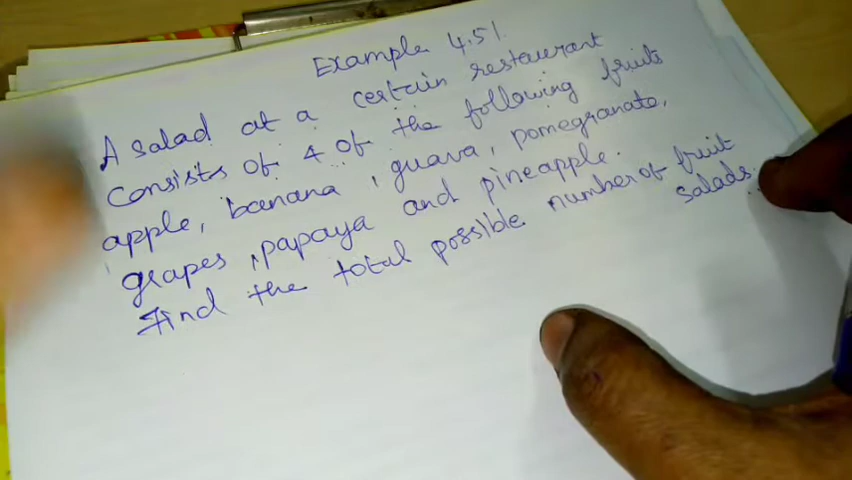 Example 4.51.
A salad at a certain restaurant
consists of 4 of the following fruits
apple, banana, guava, pomegranate,
grapes, papaya and pineapple.
Find the total possible number of fruit
salads.